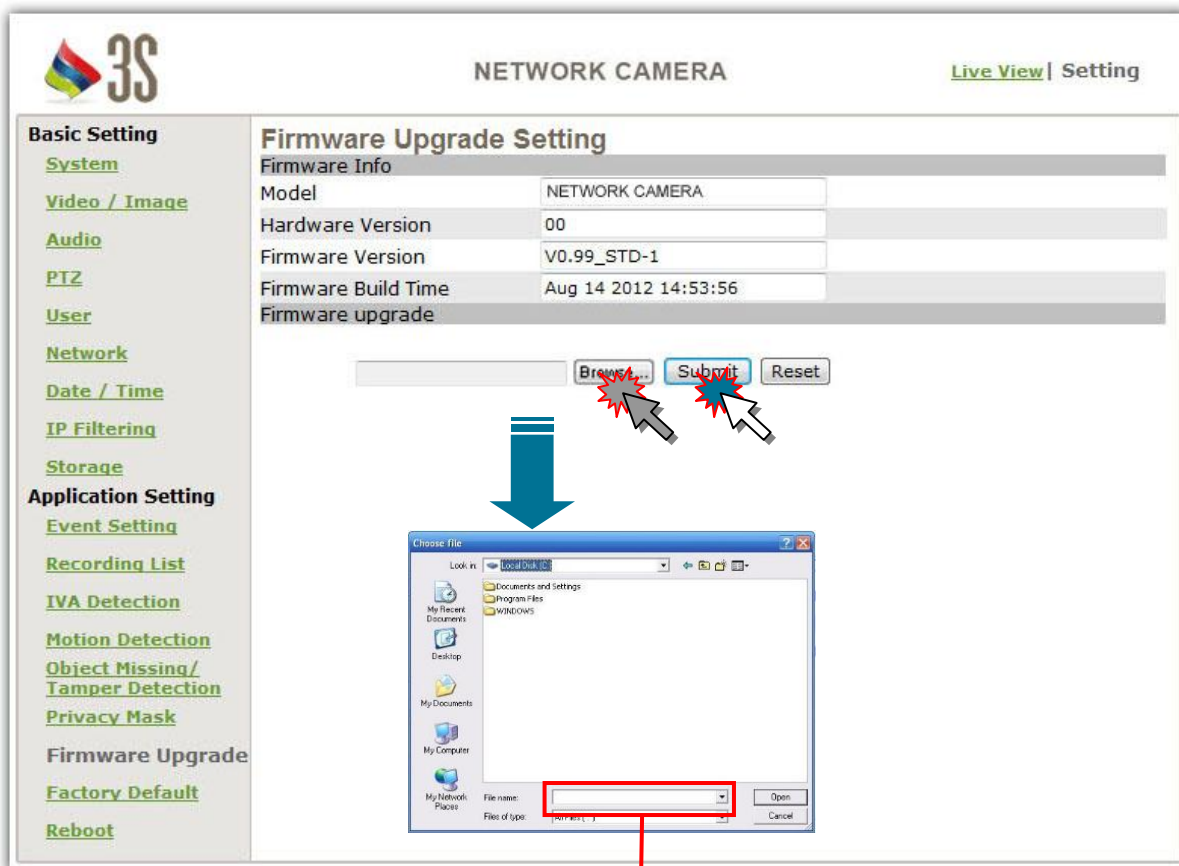 3S
NETWORK CAMERA
Live View | Setting
Basic Setting
System
Video / Image
Audio
PTZ
User
Network
Date / Time
IP Filtering
Storage
Application Setting
Event Setting
Recording List
IVA Detection
Motion Detection
Object Missing/
Tamper Detection
Privacy Mask
Firmware Upgrade
Factory Default
Reboot
Firmware Upgrade Setting
Firmware Info
Model NETWORK CAMERA
Hardware Version 00
Firmware Version V0.99_STD-1
Firmware Build Time Aug 14 2012 14:53:56
Firmware upgrade
Browse... Submit Reset
Choose file
Look in: Local Disk (C:)
My Recent
Documents
Desktop
My Documents
My Computer
My Network
Places
Documents and Settings
Program Files
WINDOWS
File name: Open
Files of type: Cancel